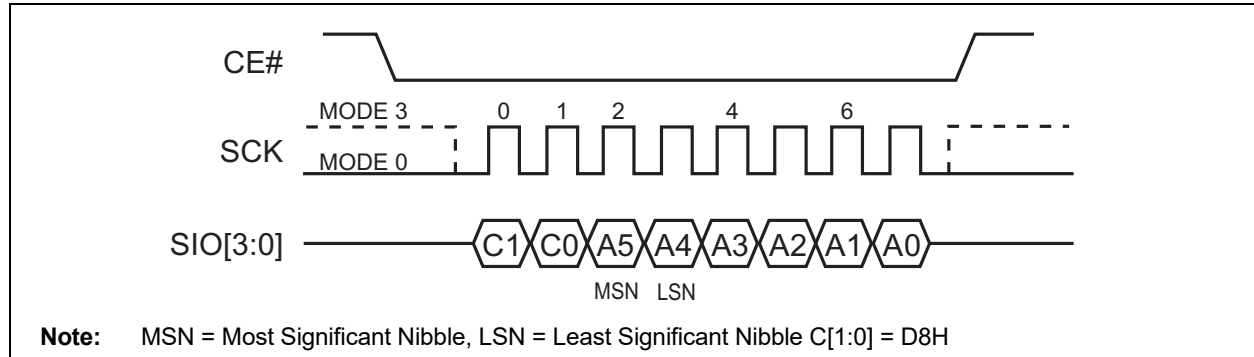 CE#
MODE 3 0 1 2 4 6
SCK
MODE 0
SIO[3:0] C1 C0 A5 A4 A3 A2 A1 A0
MSN LSN
Note: MSN = Most Significant Nibble, LSN = Least Significant Nibble C[1:0] = D8H